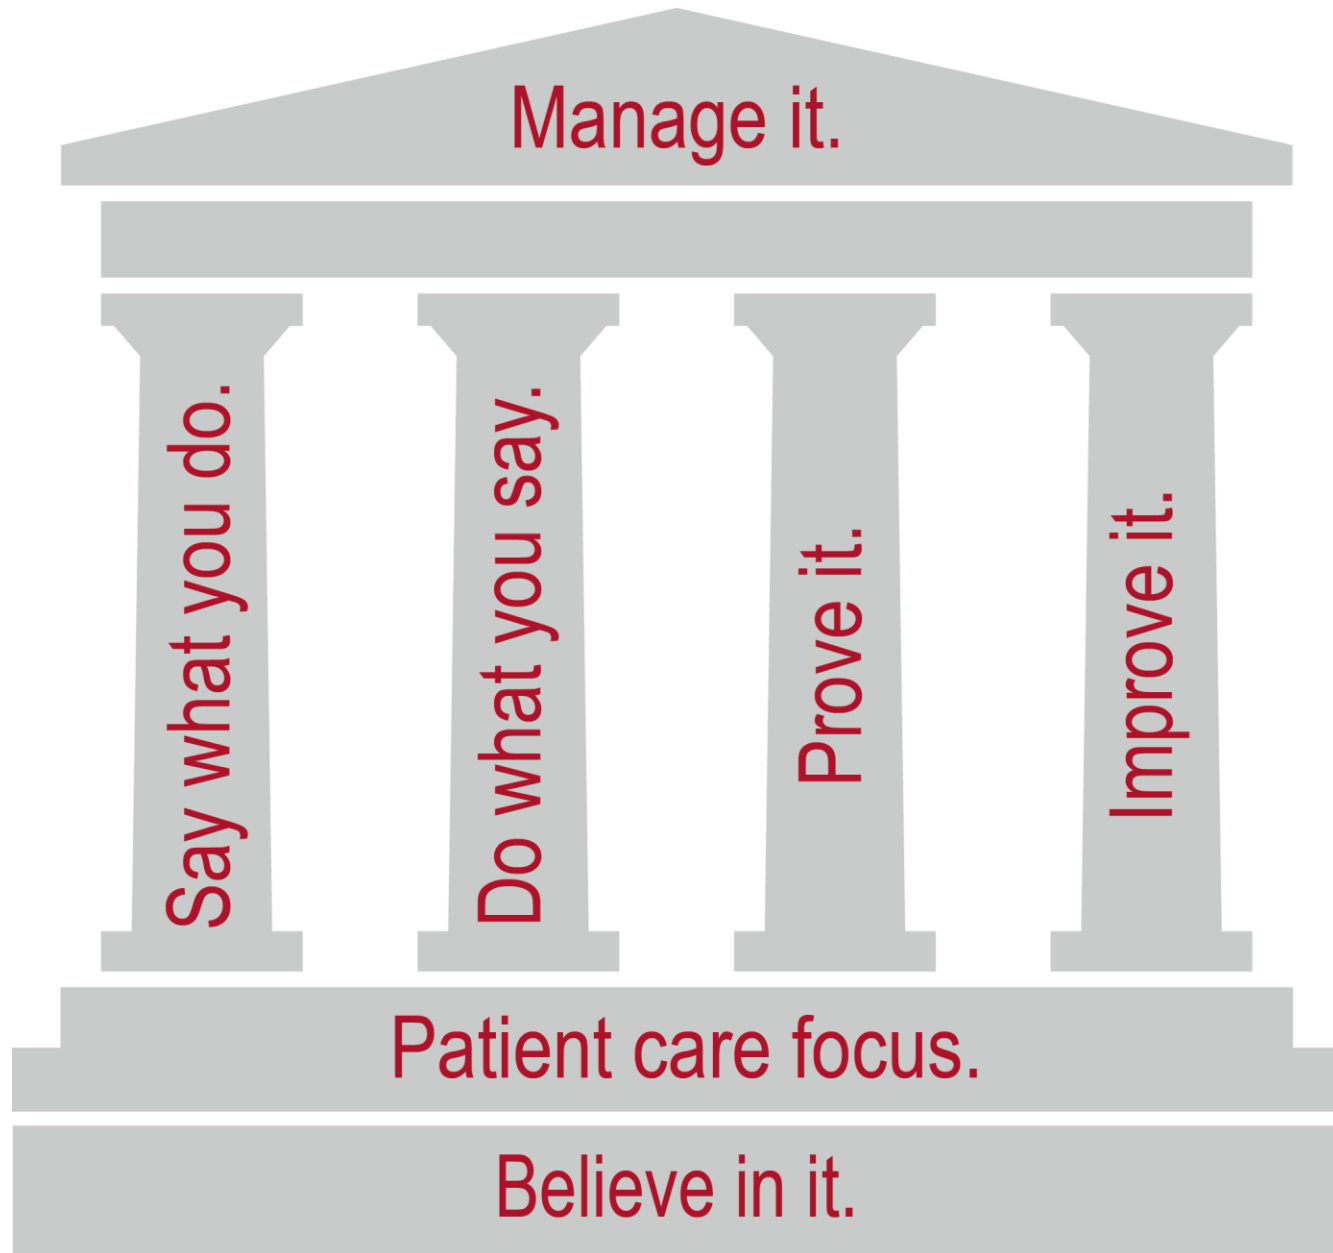 Manage it.
Say what you do.
Do what you say.
Prove it.
Improve it.
Patient care focus.
Believe in it.